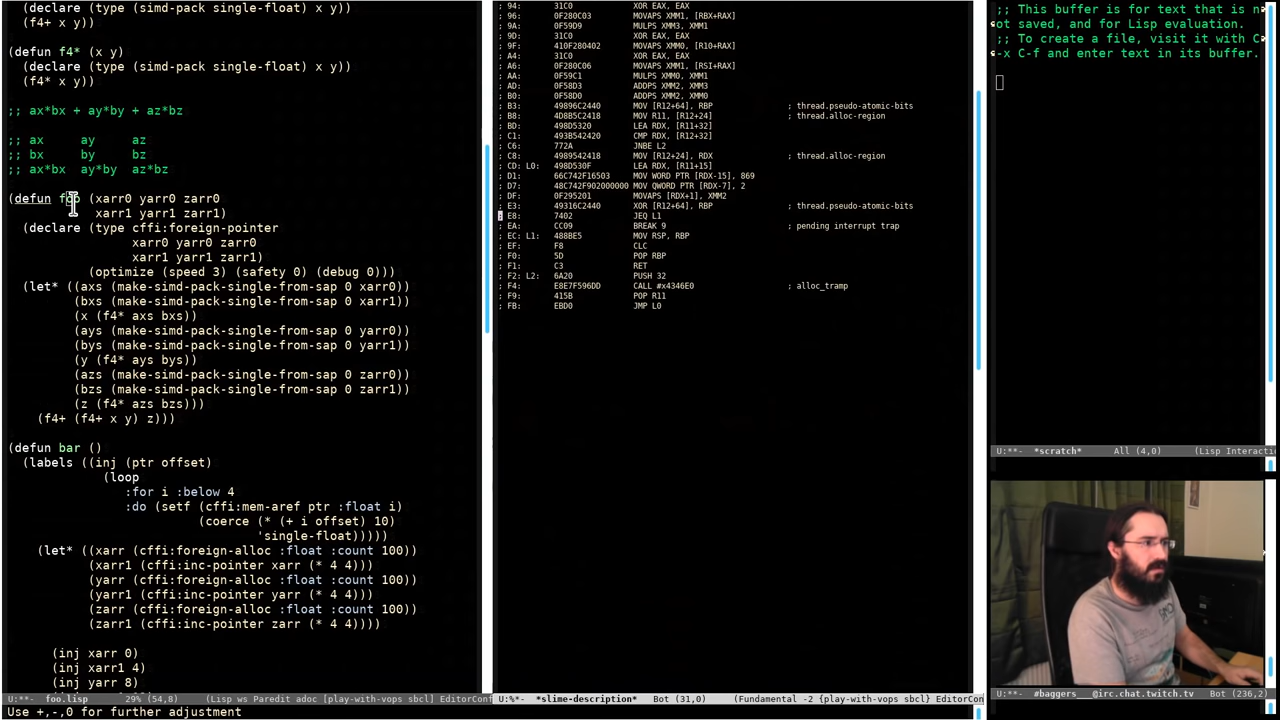 (declare (type (simd-pack single-float) x y))
(f4+ x y))
(defun f4* (x y)
(declare (type (simd-pack single-float) x y))
(f4* x y))
;; ax*bx + ay*by + az*bz
;; ax ay az
;; bx by bz
;; ax*bx ay*by az*bz
(defun foo (xarr0 yarr0 zarr0
xarr1 yarr1 zarr1)
(declare (type cffi:foreign-pointer
xarr0 yarr0 zarr0
xarr1 yarr1 zarr1)
(optimize (speed 3) (safety 0) (debug 0)))
(let* ((axs (make-simd-pack-single-from-sap 0 xarr0))
(bxs (make-simd-pack-single-from-sap 0 xarr1))
(x (f4* axs bxs))
(ays (make-simd-pack-single-from-sap 0 yarr0))
(bys (make-simd-pack-single-from-sap 0 yarr1))
(y (f4* ays bys))
(azs (make-simd-pack-single-from-sap 0 zarr0))
(bzs (make-simd-pack-single-from-sap 0 zarr1))
(z (f4* azs bzs)))
(f4+ (f4+ x y) z)))
(defun bar ()
(labels ((inj (ptr offset)
(loop
:for i :below 4
:do (setf (cffi:mem-aref ptr :float i)
(coerce (* (+ i offset) 10)
'single-float)))))
(let* ((xarr (cffi:foreign-alloc :float :count 100))
(xarr1 (cffi:inc-pointer xarr (* 4 4)))
(yarr (cffi:foreign-alloc :float :count 100))
(yarr1 (cffi:inc-pointer yarr (* 4 4)))
(zarr (cffi:foreign-alloc :float :count 100))
(zarr1 (cffi:inc-pointer zarr (* 4 4))))
(inj xarr 0)
(inj xarr1 4)
(inj yarr 8)
U:**- foo.lisp 29% (54,8) (Lisp ws Paredit adoc [play-with-vops sbcl] EditorCon
Use +,-,0 for further adjustment
; 94: 31C0 XOR EAX, EAX
; 96: 0F280C03 MOVAPS XMM1, [RBX+RAX]
; 9A: 0F59D9 MULPS XMM3, XMM1
; 9D: 31C0 XOR EAX, EAX
; 9F: 410F280402 MOVAPS XMM0, [R10+RAX]
; A4: 31C0 XOR EAX, EAX
; A6: 0F280C06 MOVAPS XMM1, [RSI+RAX]
; AA: 0F59C1 MULPS XMM0, XMM1
; AD: 0F58D3 ADDPS XMM2, XMM3
; B0: 0F58D0 ADDPS XMM2, XMM0
; B3: 49896C2440 MOV [R12+64], RBP ; thread.pseudo-atomic-bits
; B8: 4D8B5C2418 MOV R11, [R12+24] ; thread.alloc-region
; BD: 498D5320 LEA RDX, [R11+32]
; C1: 493B542420 CMP RDX, [R12+32]
; C6: 772A JNBE L2
; C8: 4989542418 MOV [R12+24], RDX ; thread.alloc-region
; CD: L0: 498D530F LEA RDX, [R11+15]
; D1: 66C742F16503 MOV WORD PTR [RDX-15], 869
; D7: 48C742F902000000 MOV QWORD PTR [RDX-7], 2
; DF: 0F295201 MOVAPS [RDX+1], XMM2
; E3: 49316C2440 XOR [R12+64], RBP ; thread.pseudo-atomic-bits
; E8: 7402 JEQ L1
; EA: CC09 BREAK 9 ; pending interrupt trap
; EC: L1: 488BE5 MOV RSP, RBP
; EF: F8 CLC
; F0: 5D POP RBP
; F1: C3 RET
; F2: L2: 6A20 PUSH 32
; F4: E8E7F596DD CALL #x4346E0 ; alloc_tramp
; F9: 415B POP R11
; FB: EBD0 JMP L0
U:%*- *slime-description* Bot (31,0) (Fundamental -2 {play-with-vops sbcl} EditorCon
;; This buffer is for text that is n
ot saved, and for Lisp evaluation.
;; To create a file, visit it with C
-x C-f and enter text in its buffer.
U:**- *scratch* All (4,0) (Lisp Interacti
U:**- #baggers___@irc.chat.twitch.tv Bot (236,2)